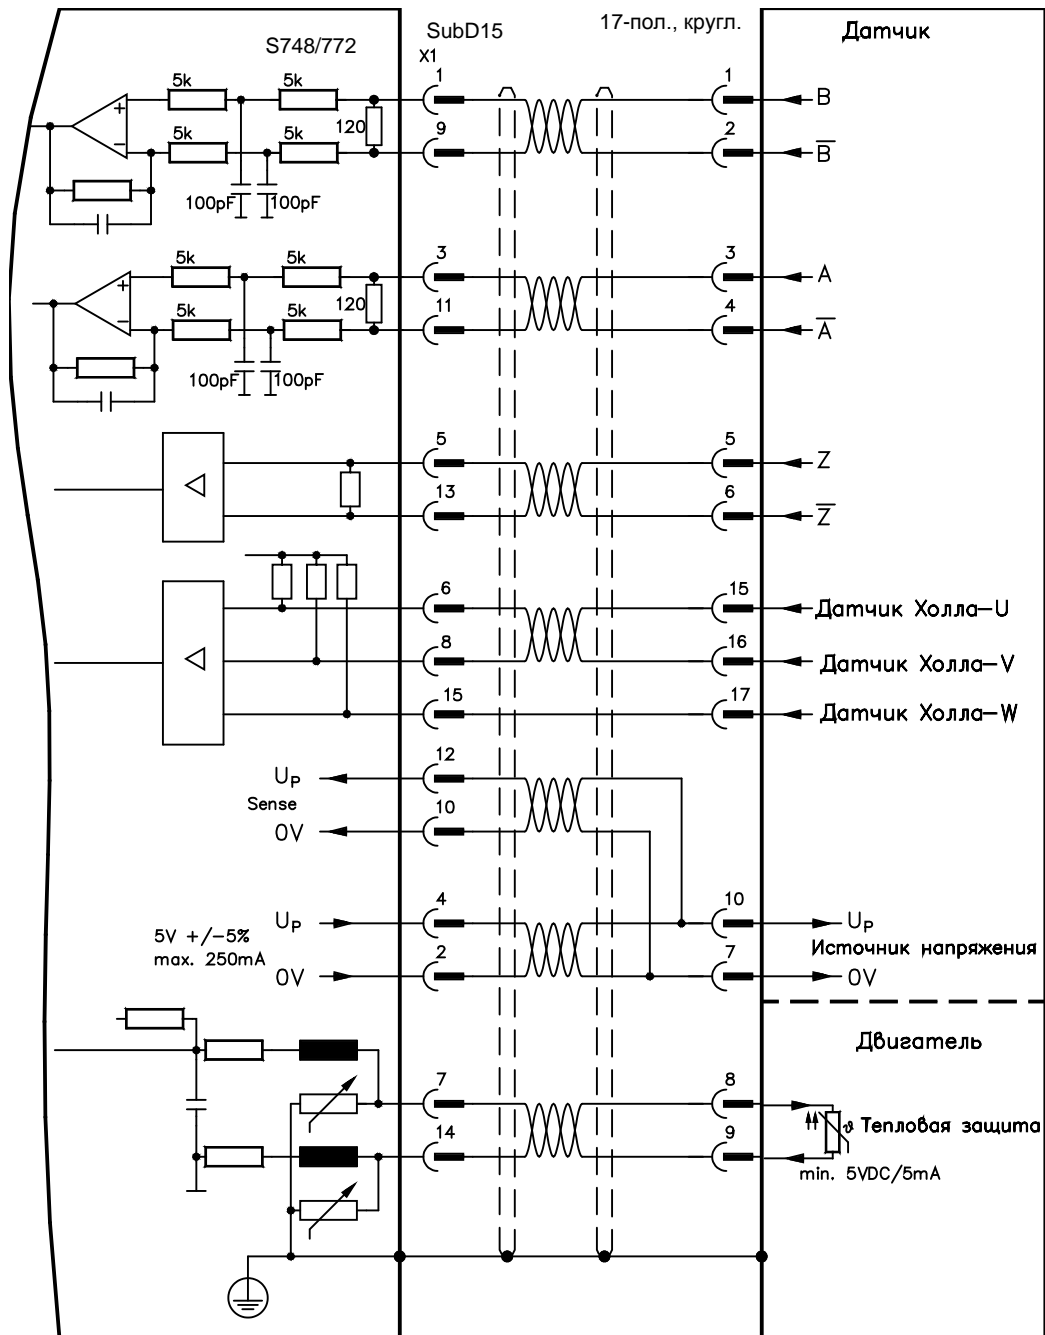 S748/772
SubD15
17-пол., кругл.
Датчик
X1
5k 5k 1 1 B
120
5k 5k 9 2 B̅
100pF 100pF
5k 5k 3 3 A
120
5k 5k 11 4 A̅
100pF 100pF
5 5 Z
13 6 Z̅
6 15 Датчик Холла-U
8 16 Датчик Холла-V
15 17 Датчик Холла-W
UP 12
Sense
0V 10
UP 4 10 UP
5V +/-5%
max. 250mA
Источник напряжения
0V 2 7 0V
Двигатель
7 8
ϑ Тепловая защита
14 9
min. 5VDC/5mA